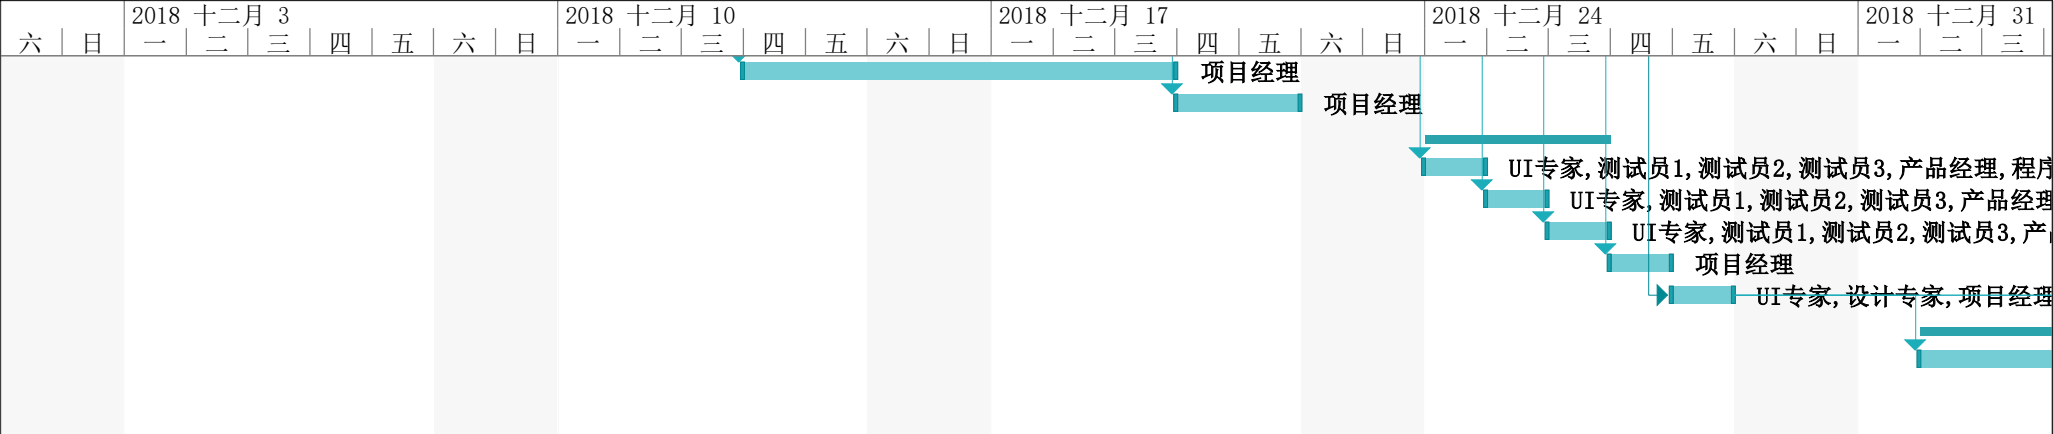 2018 十二月 3 2018 十二月 10 2018 十二月 17 2018 十二月 24 2018 十二月 31
六 日 一 二 三 四 五 六 日 一 二 三 四 五 六 日 一 二 三 四 五 六 日 一 二 三 四 五 六 日 一 二 三
项目经理
项目经理
UI专家,测试员1,测试员2,测试员3,产品经理,程序
UI专家,测试员1,测试员2,测试员3,产品经理
UI专家,测试员1,测试员2,测试员3,产
项目经理
UI专家,设计专家,项目经理